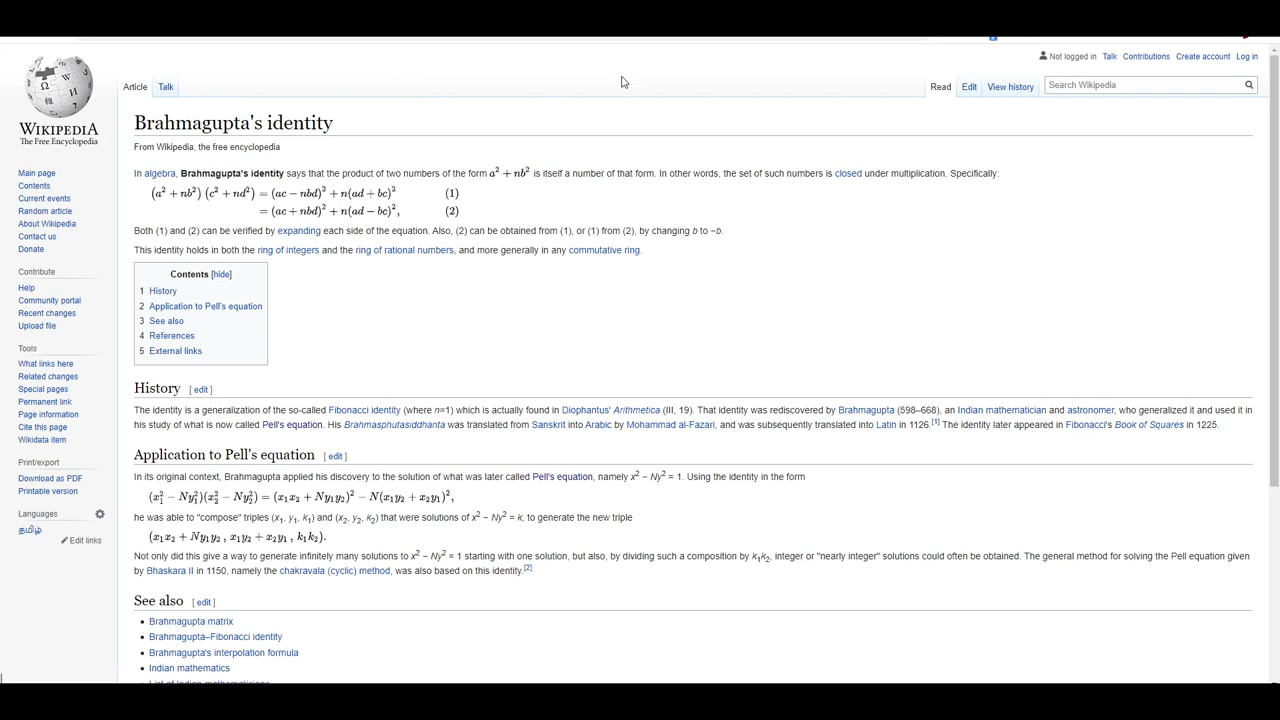 Not logged in Talk Contributions Create account Log in
Article Talk Read Edit View history Search Wikipedia
WIKIPEDIA
The Free Encyclopedia
Main page
Contents
Current events
Random article
About Wikipedia
Contact us
Donate
Contribute
Help
Community portal
Recent changes
Upload file
Tools
What links here
Related changes
Special pages
Permanent link
Page information
Cite this page
Wikidata item
Print/export
Download as PDF
Printable version
Languages
தமிழ்
Edit links
Brahmagupta's identity
From Wikipedia, the free encyclopedia
In algebra, Brahmagupta's identity says that the product of two numbers of the form a² + nb² is itself a number of that form. In other words, the set of such numbers is closed under multiplication. Specifically:
(a² + nb²) (c² + nd²) = (ac − nbd)² + n(ad + bc)² (1)
= (ac + nbd)² + n(ad − bc)², (2)
Both (1) and (2) can be verified by expanding each side of the equation. Also, (2) can be obtained from (1), or (1) from (2), by changing b to −b.
This identity holds in both the ring of integers and the ring of rational numbers, and more generally in any commutative ring.
Contents [hide]
1 History
2 Application to Pell's equation
3 See also
4 References
5 External links
History [ edit ]
The identity is a generalization of the so-called Fibonacci identity (where n=1) which is actually found in Diophantus' Arithmetica (III, 19). That identity was rediscovered by Brahmagupta (598–668), an Indian mathematician and astronomer, who generalized it and used it in
his study of what is now called Pell's equation. His Brahmasphutasiddhanta was translated from Sanskrit into Arabic by Mohammad al-Fazari, and was subsequently translated into Latin in 1126.[1] The identity later appeared in Fibonacci's Book of Squares in 1225.
Application to Pell's equation [ edit ]
In its original context, Brahmagupta applied his discovery to the solution of what was later called Pell's equation, namely x² − Ny² = 1. Using the identity in the form
(x₁² − Ny₁²)(x₂² − Ny₂²) = (x₁x₂ + Ny₁y₂)² − N(x₁y₂ + x₂y₁)²,
he was able to "compose" triples (x₁, y₁, k₁) and (x₂, y₂, k₂) that were solutions of x² − Ny² = k, to generate the new triple
(x₁x₂ + Ny₁y₂ , x₁y₂ + x₂y₁ , k₁k₂).
Not only did this give a way to generate infinitely many solutions to x² − Ny² = 1 starting with one solution, but also, by dividing such a composition by k₁k₂, integer or "nearly integer" solutions could often be obtained. The general method for solving the Pell equation given
by Bhaskara II in 1150, namely the chakravala (cyclic) method, was also based on this identity.[2]
See also [ edit ]
Brahmagupta matrix
Brahmagupta–Fibonacci identity
Brahmagupta's interpolation formula
Indian mathematics
List of Indian mathematicians